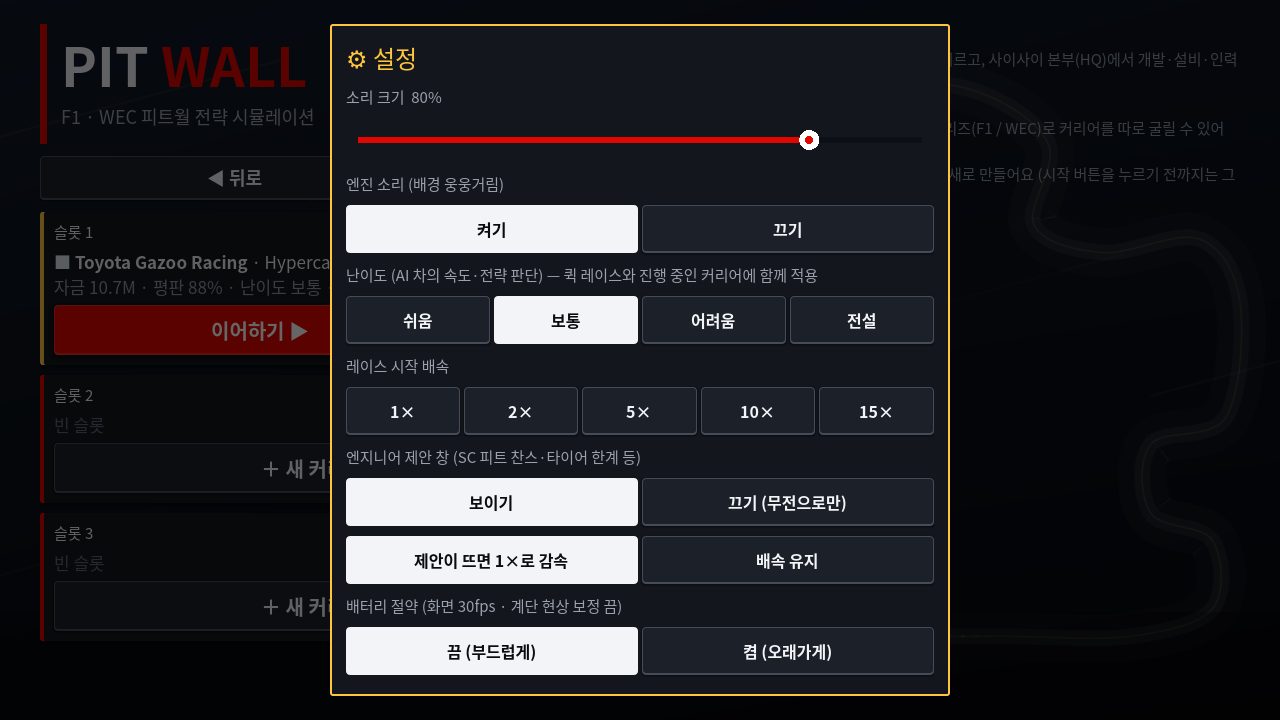 PIT WALL
F1 · WEC 피트월 전략 시뮬레이션
◀ 뒤로
슬롯 1
■ Toyota Gazoo Racing · Hyperca
자금 10.7M · 평판 88% · 난이도 보통 ·
이어하기 ▶
슬롯 2
빈 슬롯
+ 새 커
슬롯 3
빈 슬롯
+ 새 커
⚙ 설정
소리 크기 80%
엔진 소리 (배경 웅웅거림)
켜기
끄기
난이도 (AI 차의 속도·전략 판단) — 퀵 레이스와 진행 중인 커리어에 함께 적용
쉬움
보통
어려움
전설
레이스 시작 배속
1×
2×
5×
10×
15×
엔지니어 제안 창 (SC 피트 찬스·타이어 한계 등)
보이기
끄기 (무전으로만)
제안이 뜨면 1×로 감속
배속 유지
배터리 절약 (화면 30fps · 계단 현상 보정 끔)
끔 (부드럽게)
켬 (오래가게)
르고, 사이사이 본부(HQ)에서 개발·설비·인력
리즈(F1 / WEC)로 커리어를 따로 굴릴 수 있어
새로 만들어요 (시작 버튼을 누르기 전까지는 그